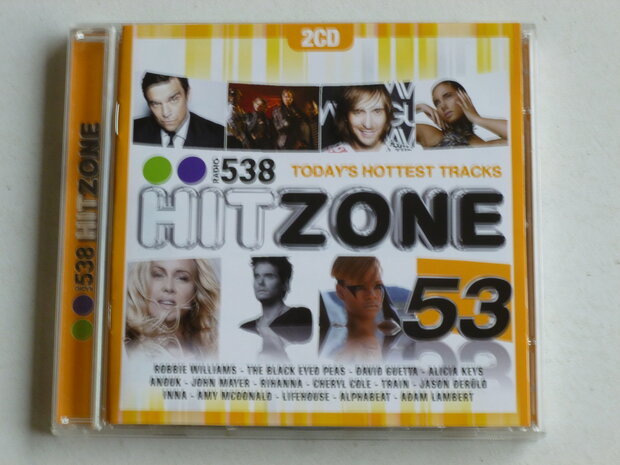 2CD
RADIO 538 TODAY'S HOTTEST TRACKS
HITZONE
53
ROBBIE WILLIAMS - THE BLACK EYED PEAS - DAVID GUETTA - ALICIA KEYS
ANOUK - JOHN MAYER - RIHANNA - CHERYL COLE - TRAIN - JASON DERÜLO
INNA - AMY MCDONALD - LIFEHOUSE - ALPHABEAT - ADAM LAMBERT
RADIO 538 HITZONE